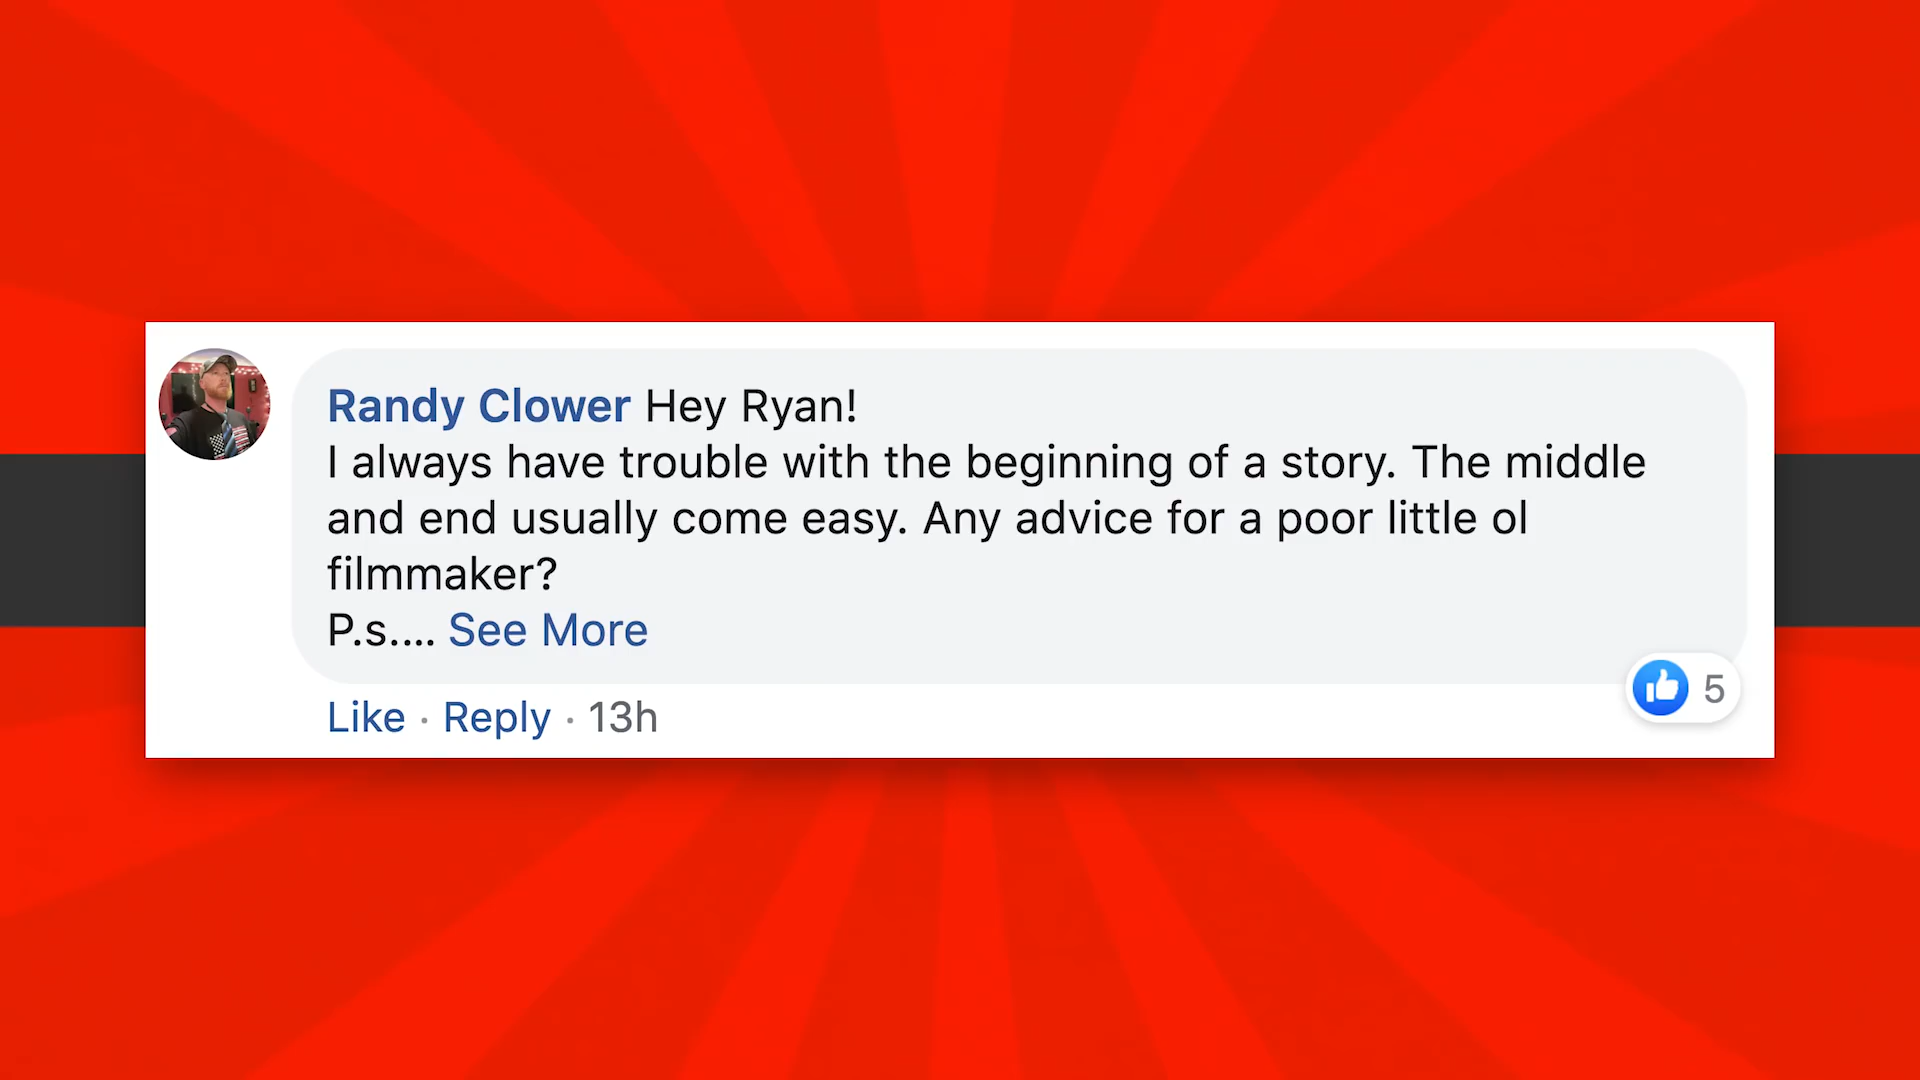 Randy Clower Hey Ryan!
I always have trouble with the beginning of a story. The middle
and end usually come easy. Any advice for a poor little ol
filmmaker?
P.s.... See More
5
Like · Reply · 13h